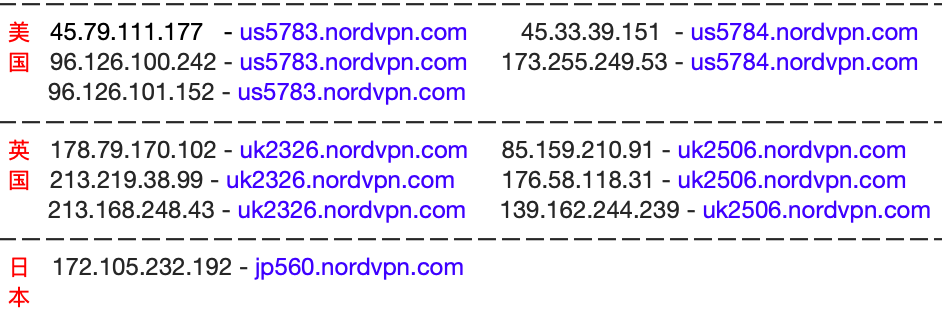 美 45.79.111.177 - us5783.nordvpn.com 45.33.39.151 - us5784.nordvpn.com
国 96.126.100.242 - us5783.nordvpn.com 173.255.249.53 - us5784.nordvpn.com
96.126.101.152 - us5783.nordvpn.com
英 178.79.170.102 - uk2326.nordvpn.com 85.159.210.91 - uk2506.nordvpn.com
国 213.219.38.99 - uk2326.nordvpn.com 176.58.118.31 - uk2506.nordvpn.com
213.168.248.43 - uk2326.nordvpn.com 139.162.244.239 - uk2506.nordvpn.com
日 172.105.232.192 - jp560.nordvpn.com
本